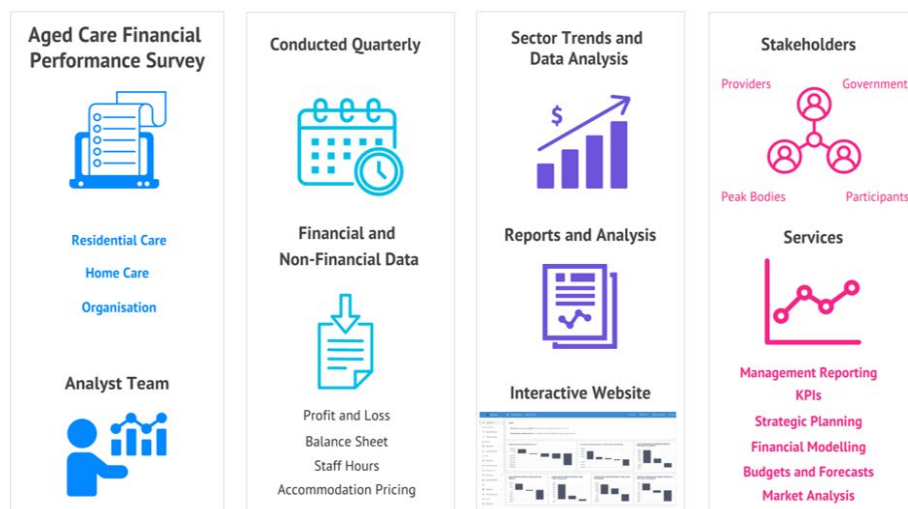 Aged Care Financial
Performance Survey
Residential Care
Home Care
Organisation
Analyst Team
Conducted Quarterly
Financial and
Non-Financial Data
Profit and Loss
Balance Sheet
Staff Hours
Accommodation Pricing
Sector Trends and
Data Analysis
$
Reports and Analysis
Interactive Website
Stakeholders
Providers
Government
Peak Bodies
Participants
Services
Management Reporting
KPIs
Strategic Planning
Financial Modelling
Budgets and Forecasts
Market Analysis